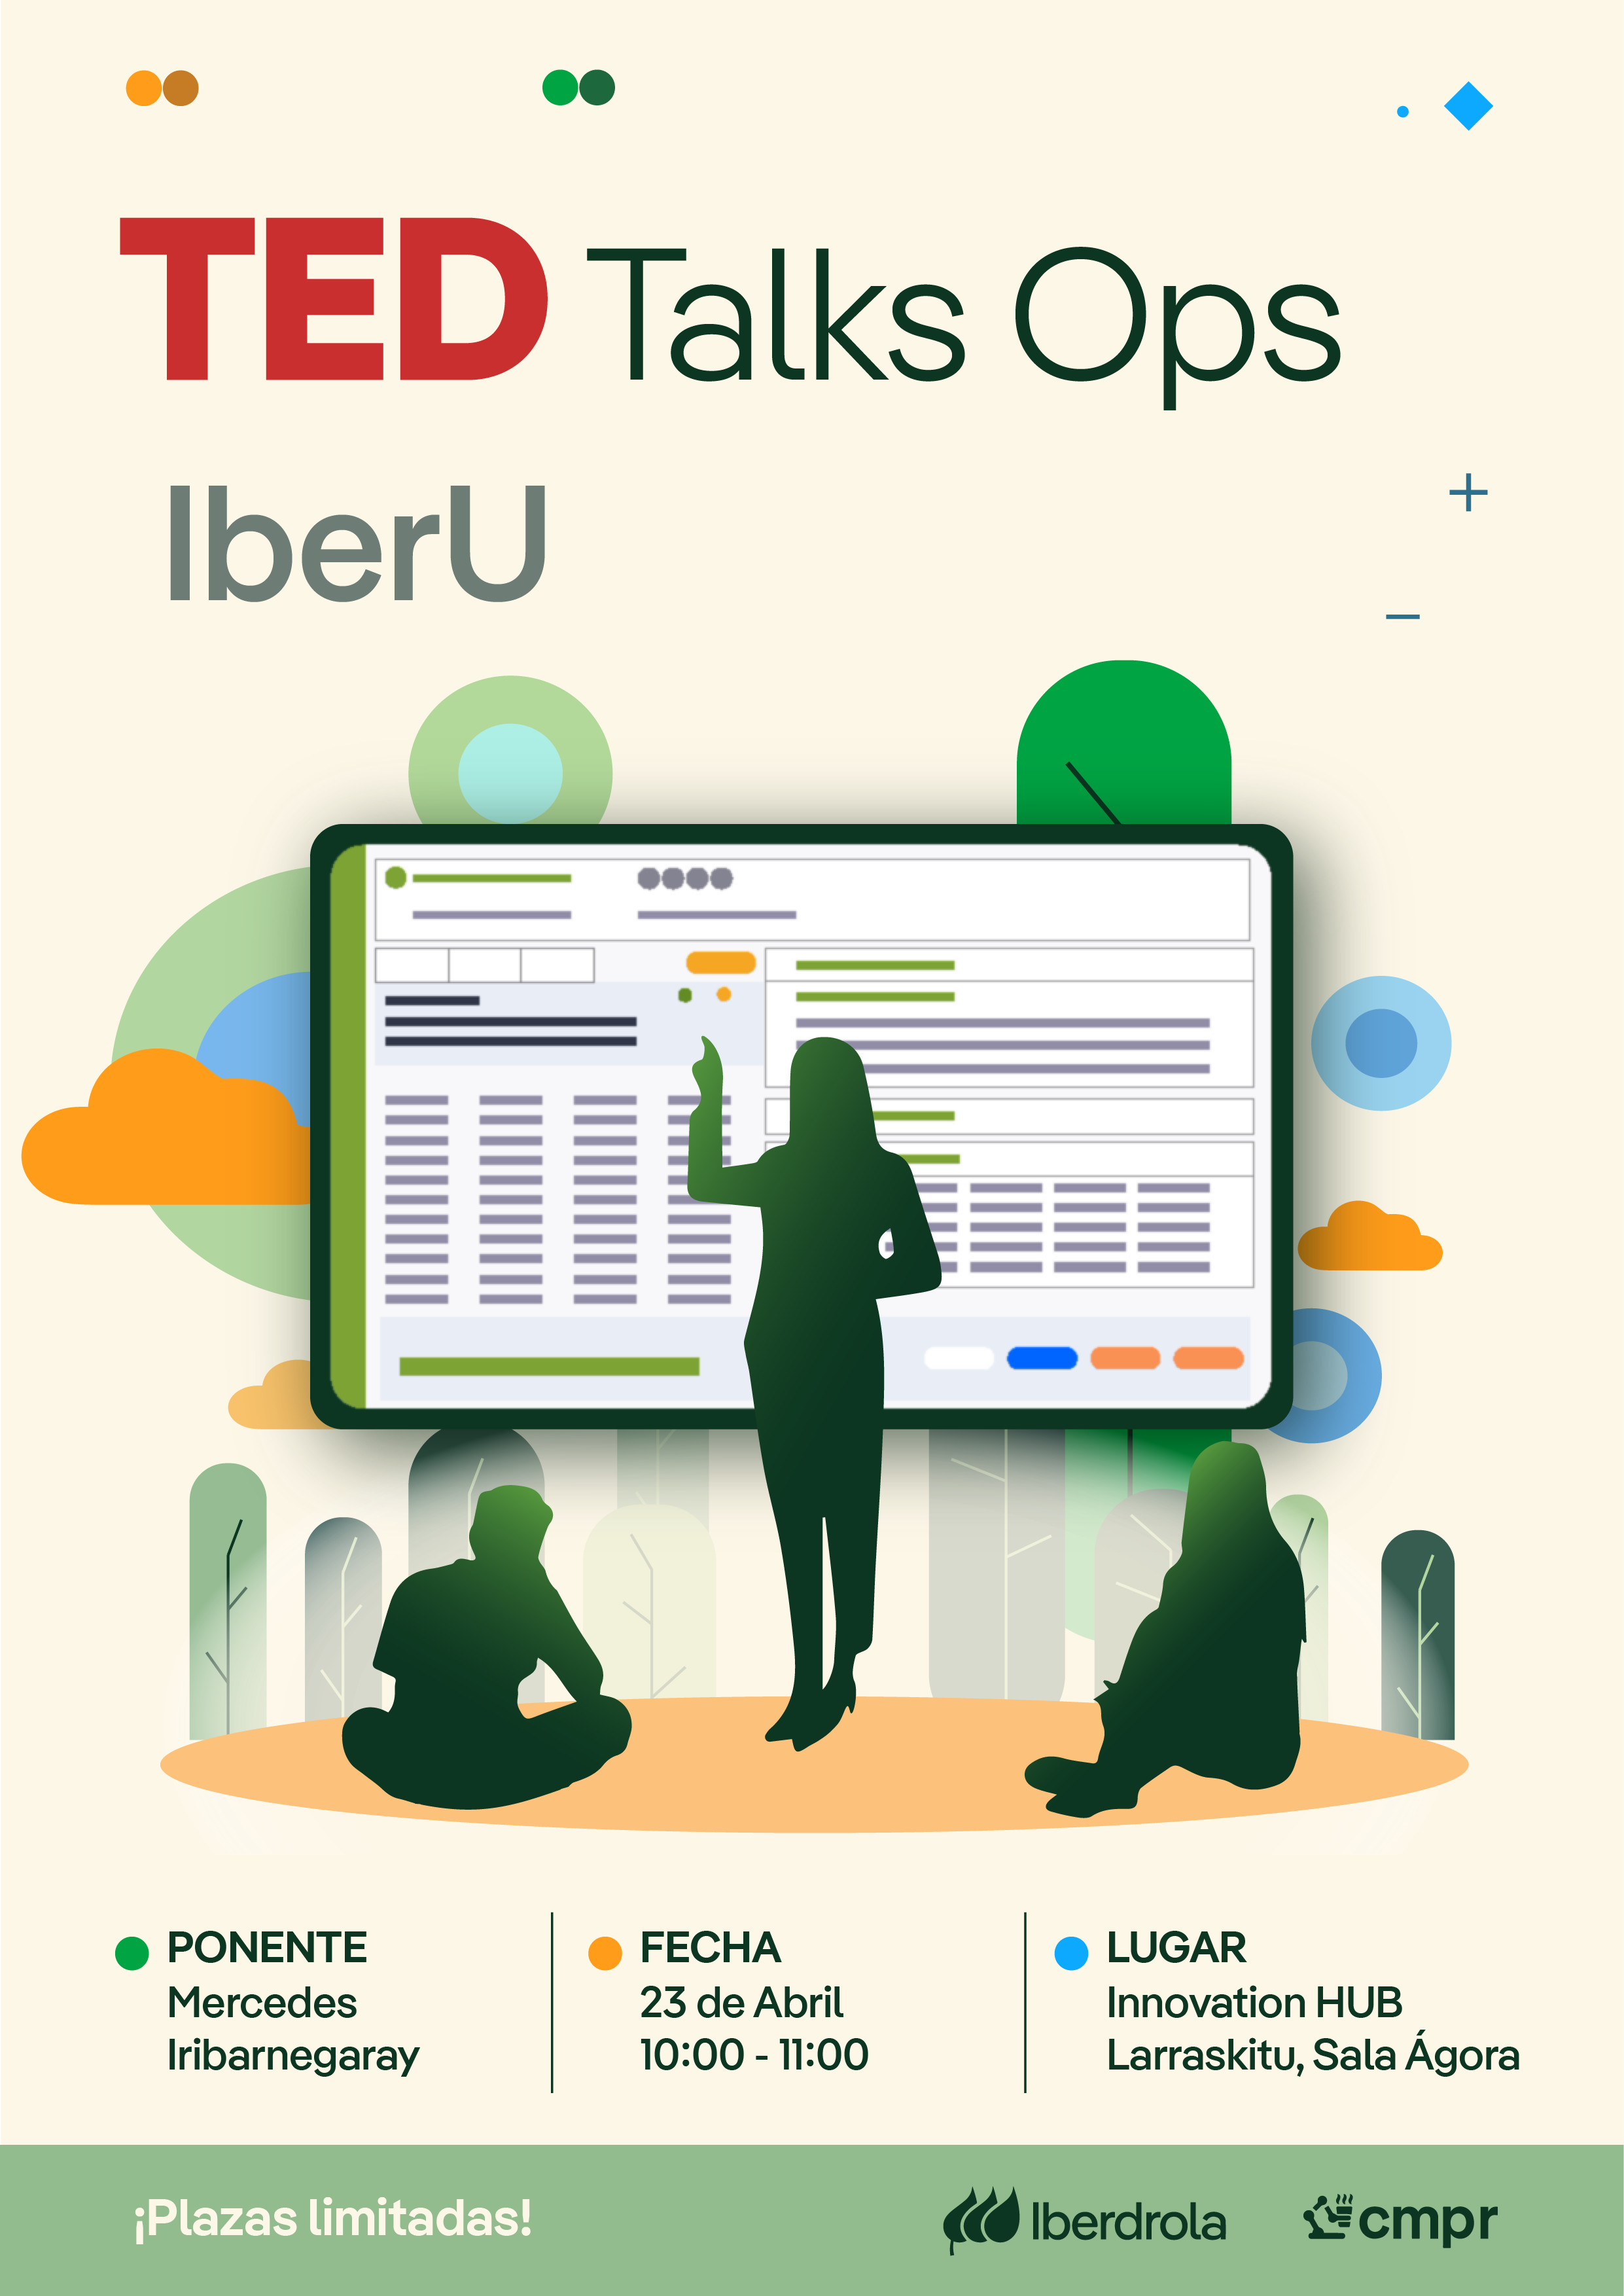 TED Talks Ops
IberU
PONENTE
Mercedes
Iribarnegaray
FECHA
23 de Abril
10:00 - 11:00
LUGAR
Innovation HUB
Larraskitu, Sala Ágora
¡Plazas limitadas!
Iberdrola
cmpr